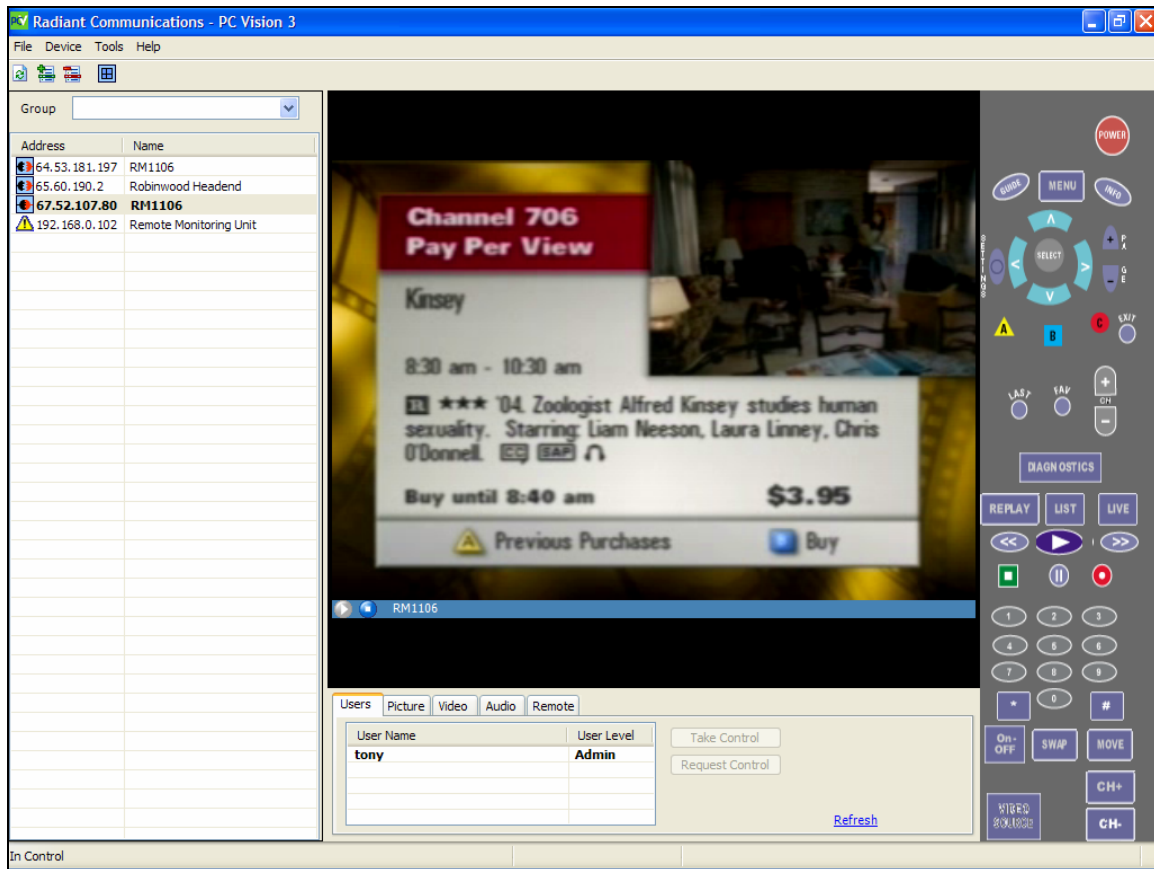 Radiant Communications - PC Vision 3
File Device Tools Help
Group
Address Name
64.53.181.197 RM1106
65.60.190.2 Robinwood Headend
67.52.107.80 RM1106
192.168.0.102 Remote Monitoring Unit
Channel 706
Pay Per View
Kinsey
8:30 am - 10:30 am
R ★★★ '04. Zoologist Alfred Kinsey studies human
sexuality. Starring: Liam Neeson, Laura Linney, Chris
O'Donnell. CC SAP
Buy until 8:40 am $3.95
A Previous Purchases Buy
RM1106
Users Picture Video Audio Remote
User Name User Level
tony Admin
Take Control
Request Control
Refresh
In Control
POWER
GUIDE MENU INFO
SETTINGS
SELECT
+ PAGE -
A B C EXIT
LAST FAV + CH -
DIAGNOSTICS
REPLAY LIST LIVE
<< >>
1 2 3
4 5 6
7 8 9
* 0 #
On-OFF SWAP MOVE
CH+
VIDEO SOURCE
CH-